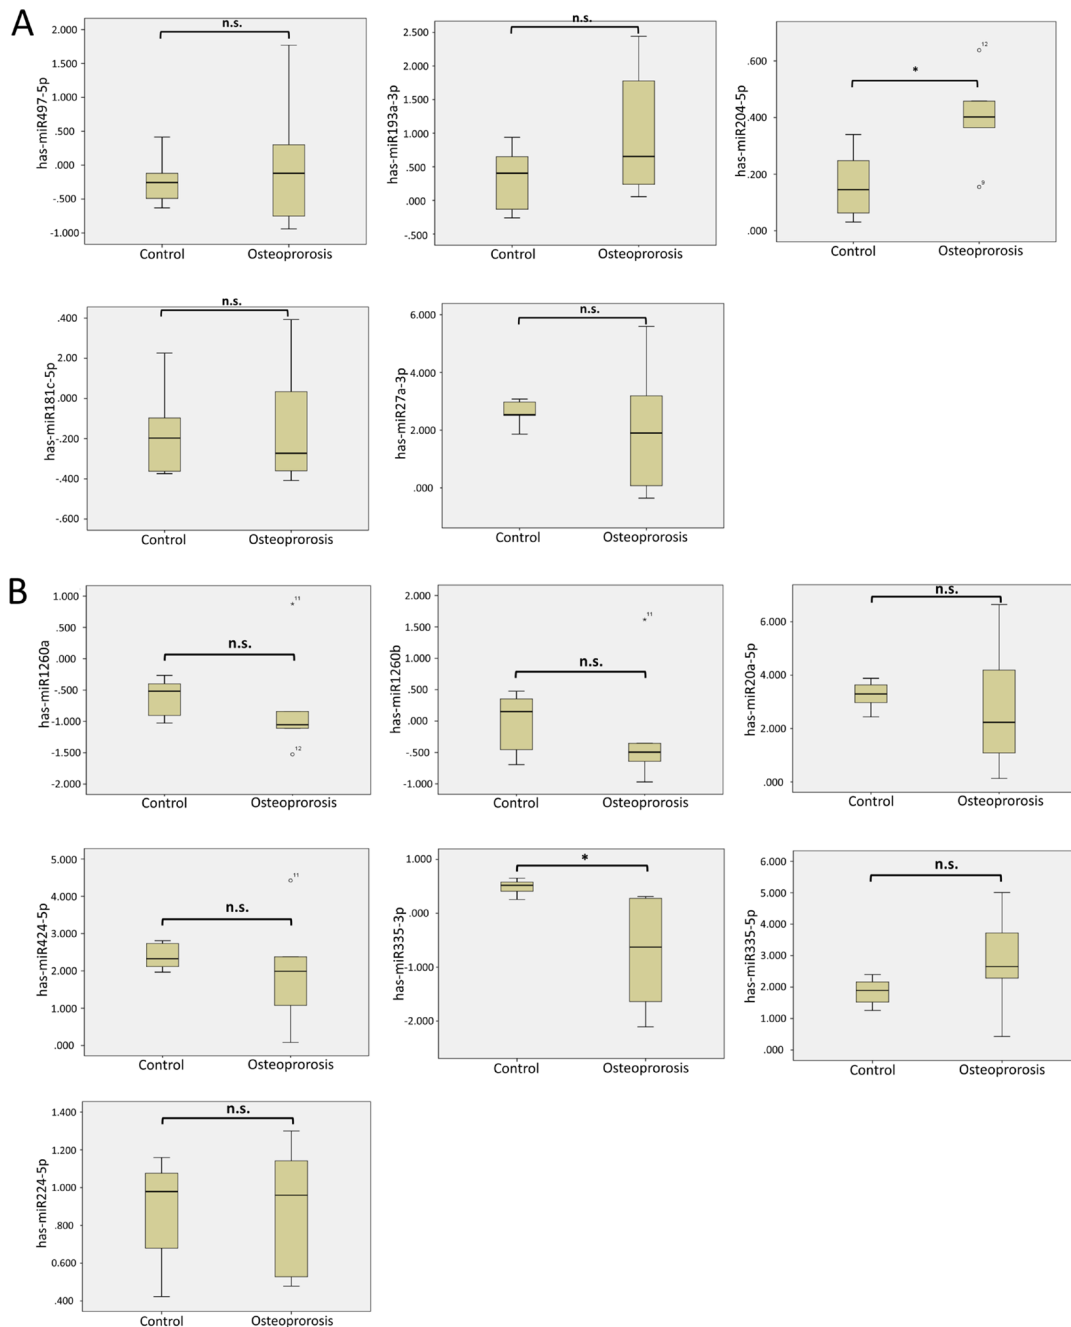 A
n.s.
has-miR497-5p
2.000
1.500
1.000
.500
.000
-.500
-1.000
Control Osteoprorosis
n.s.
has-miR193a-3p
2.500
2.000
1.500
1.000
.500
.000
-.500
Control Osteoprorosis
*
has-miR204-5p
.600
.400
.200
.000
12
9
Control Osteoprorosis
n.s.
has-miR181c-5p
.400
2.00
.000
-.200
-.400
-.600
Control Osteoprorosis
n.s.
has-miR27a-3p
6.000
4.000
2.000
.000
Control Osteoprorosis
B
n.s.
has-miR1260a
1.000
.500
.000
-.500
-1.000
-1.500
-2.000
*11
12
Control Osteoprorosis
n.s.
has-miR1260b
2.000
1.500
1.000
.500
.000
-.500
-1.000
*11
Control Osteoprorosis
n.s.
has-miR20a-5p
6.000
4.000
2.000
.000
Control Osteoprorosis
n.s.
has-miR424-5p
5.000
4.000
3.000
2.000
1.000
.000
11
Control Osteoprorosis
*
has-miR335-3p
1.000
.000
-1.000
-2.000
Control Osteoprorosis
n.s.
has-miR335-5p
6.000
5.000
4.000
3.000
2.000
1.000
.000
Control Osteoprorosis
n.s.
has-miR224-5p
1.400
1.200
1.000
.800
.600
.400
Control Osteoprorosis